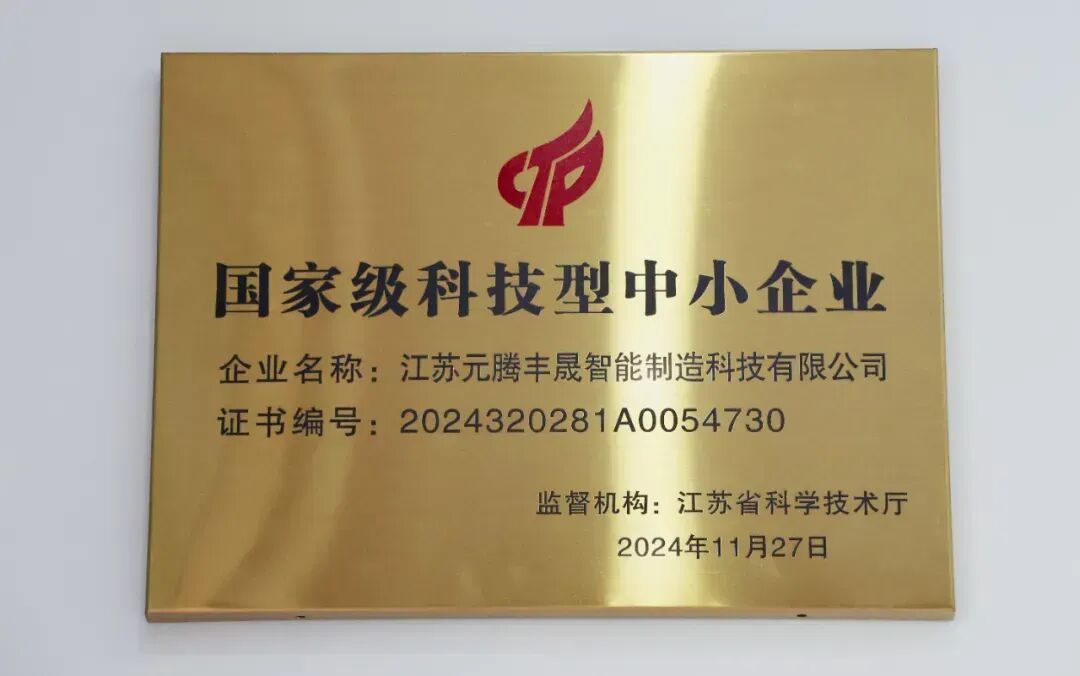 CTP
国家级科技型中小企业
企业名称：江苏元腾丰晟智能制造科技有限公司
证书编号：2024320281A0054730
监督机构：江苏省科学技术厅
2024年11月27日